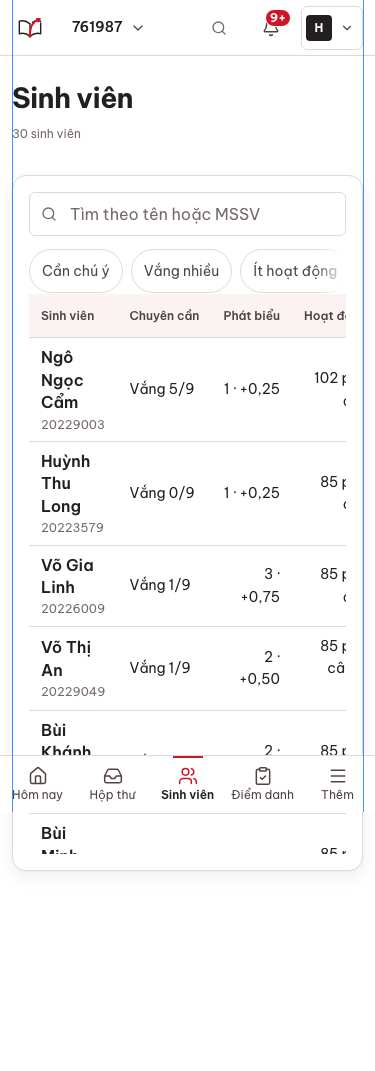 761987
9+
H
Sinh viên
30 sinh viên
Tìm theo tên hoặc MSSV
Cần chú ý
Vắng nhiều
Ít hoạt động
Sinh viên Chuyên cần Phát biểu
Ngô Ngọc Cẩm
20229003
Vắng 5/9
1 · +0,25
102
Huỳnh Thu Long
20223579
Vắng 0/9
1 · +0,25
85
Võ Gia Linh
20226009
Vắng 1/9
3 · +0,75
85
Võ Thị An
20229049
Vắng 1/9
2 · +0,50
85
Bùi Khánh
2 ·
85
Hôm nay
Hộp thư
Sinh viên
Điểm danh
Thêm
Bùi
85